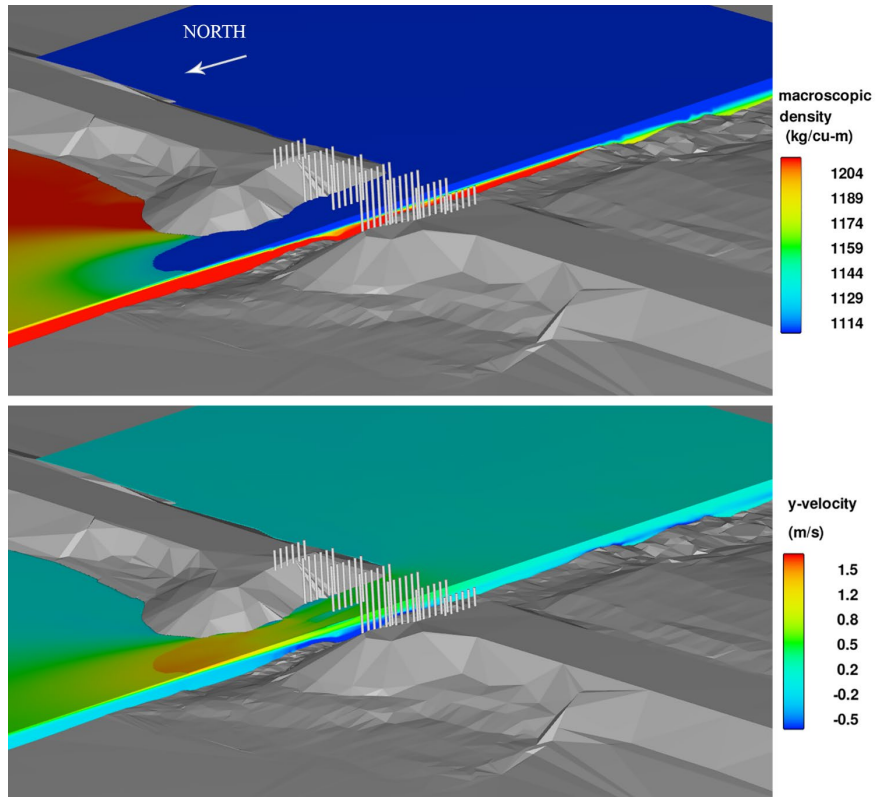 NORTH
macroscopic
density
(kg/cu-m)
1204
1189
1174
1159
1144
1129
1114
y-velocity
(m/s)
1.5
1.2
0.8
0.5
0.2
-0.2
-0.5